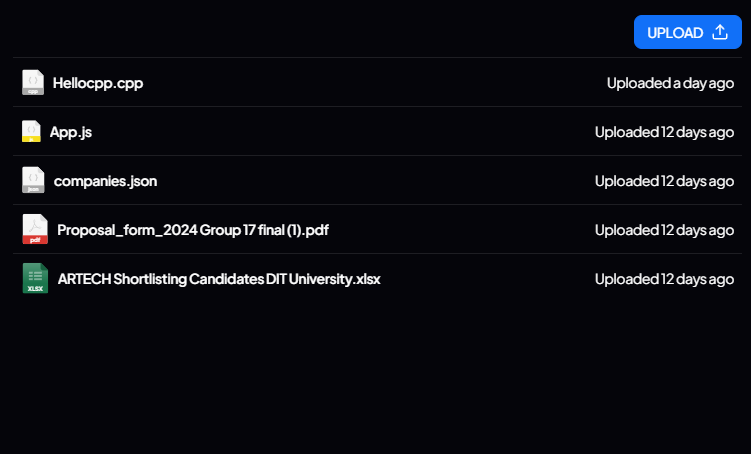 UPLOAD
cpp Hellocpp.cpp Uploaded a day ago
js App.js Uploaded 12 days ago
json companies.json Uploaded 12 days ago
pdf Proposal_form_2024 Group 17 final (1).pdf Uploaded 12 days ago
XLSX ARTECH Shortlisting Candidates DIT University.xlsx Uploaded 12 days ago